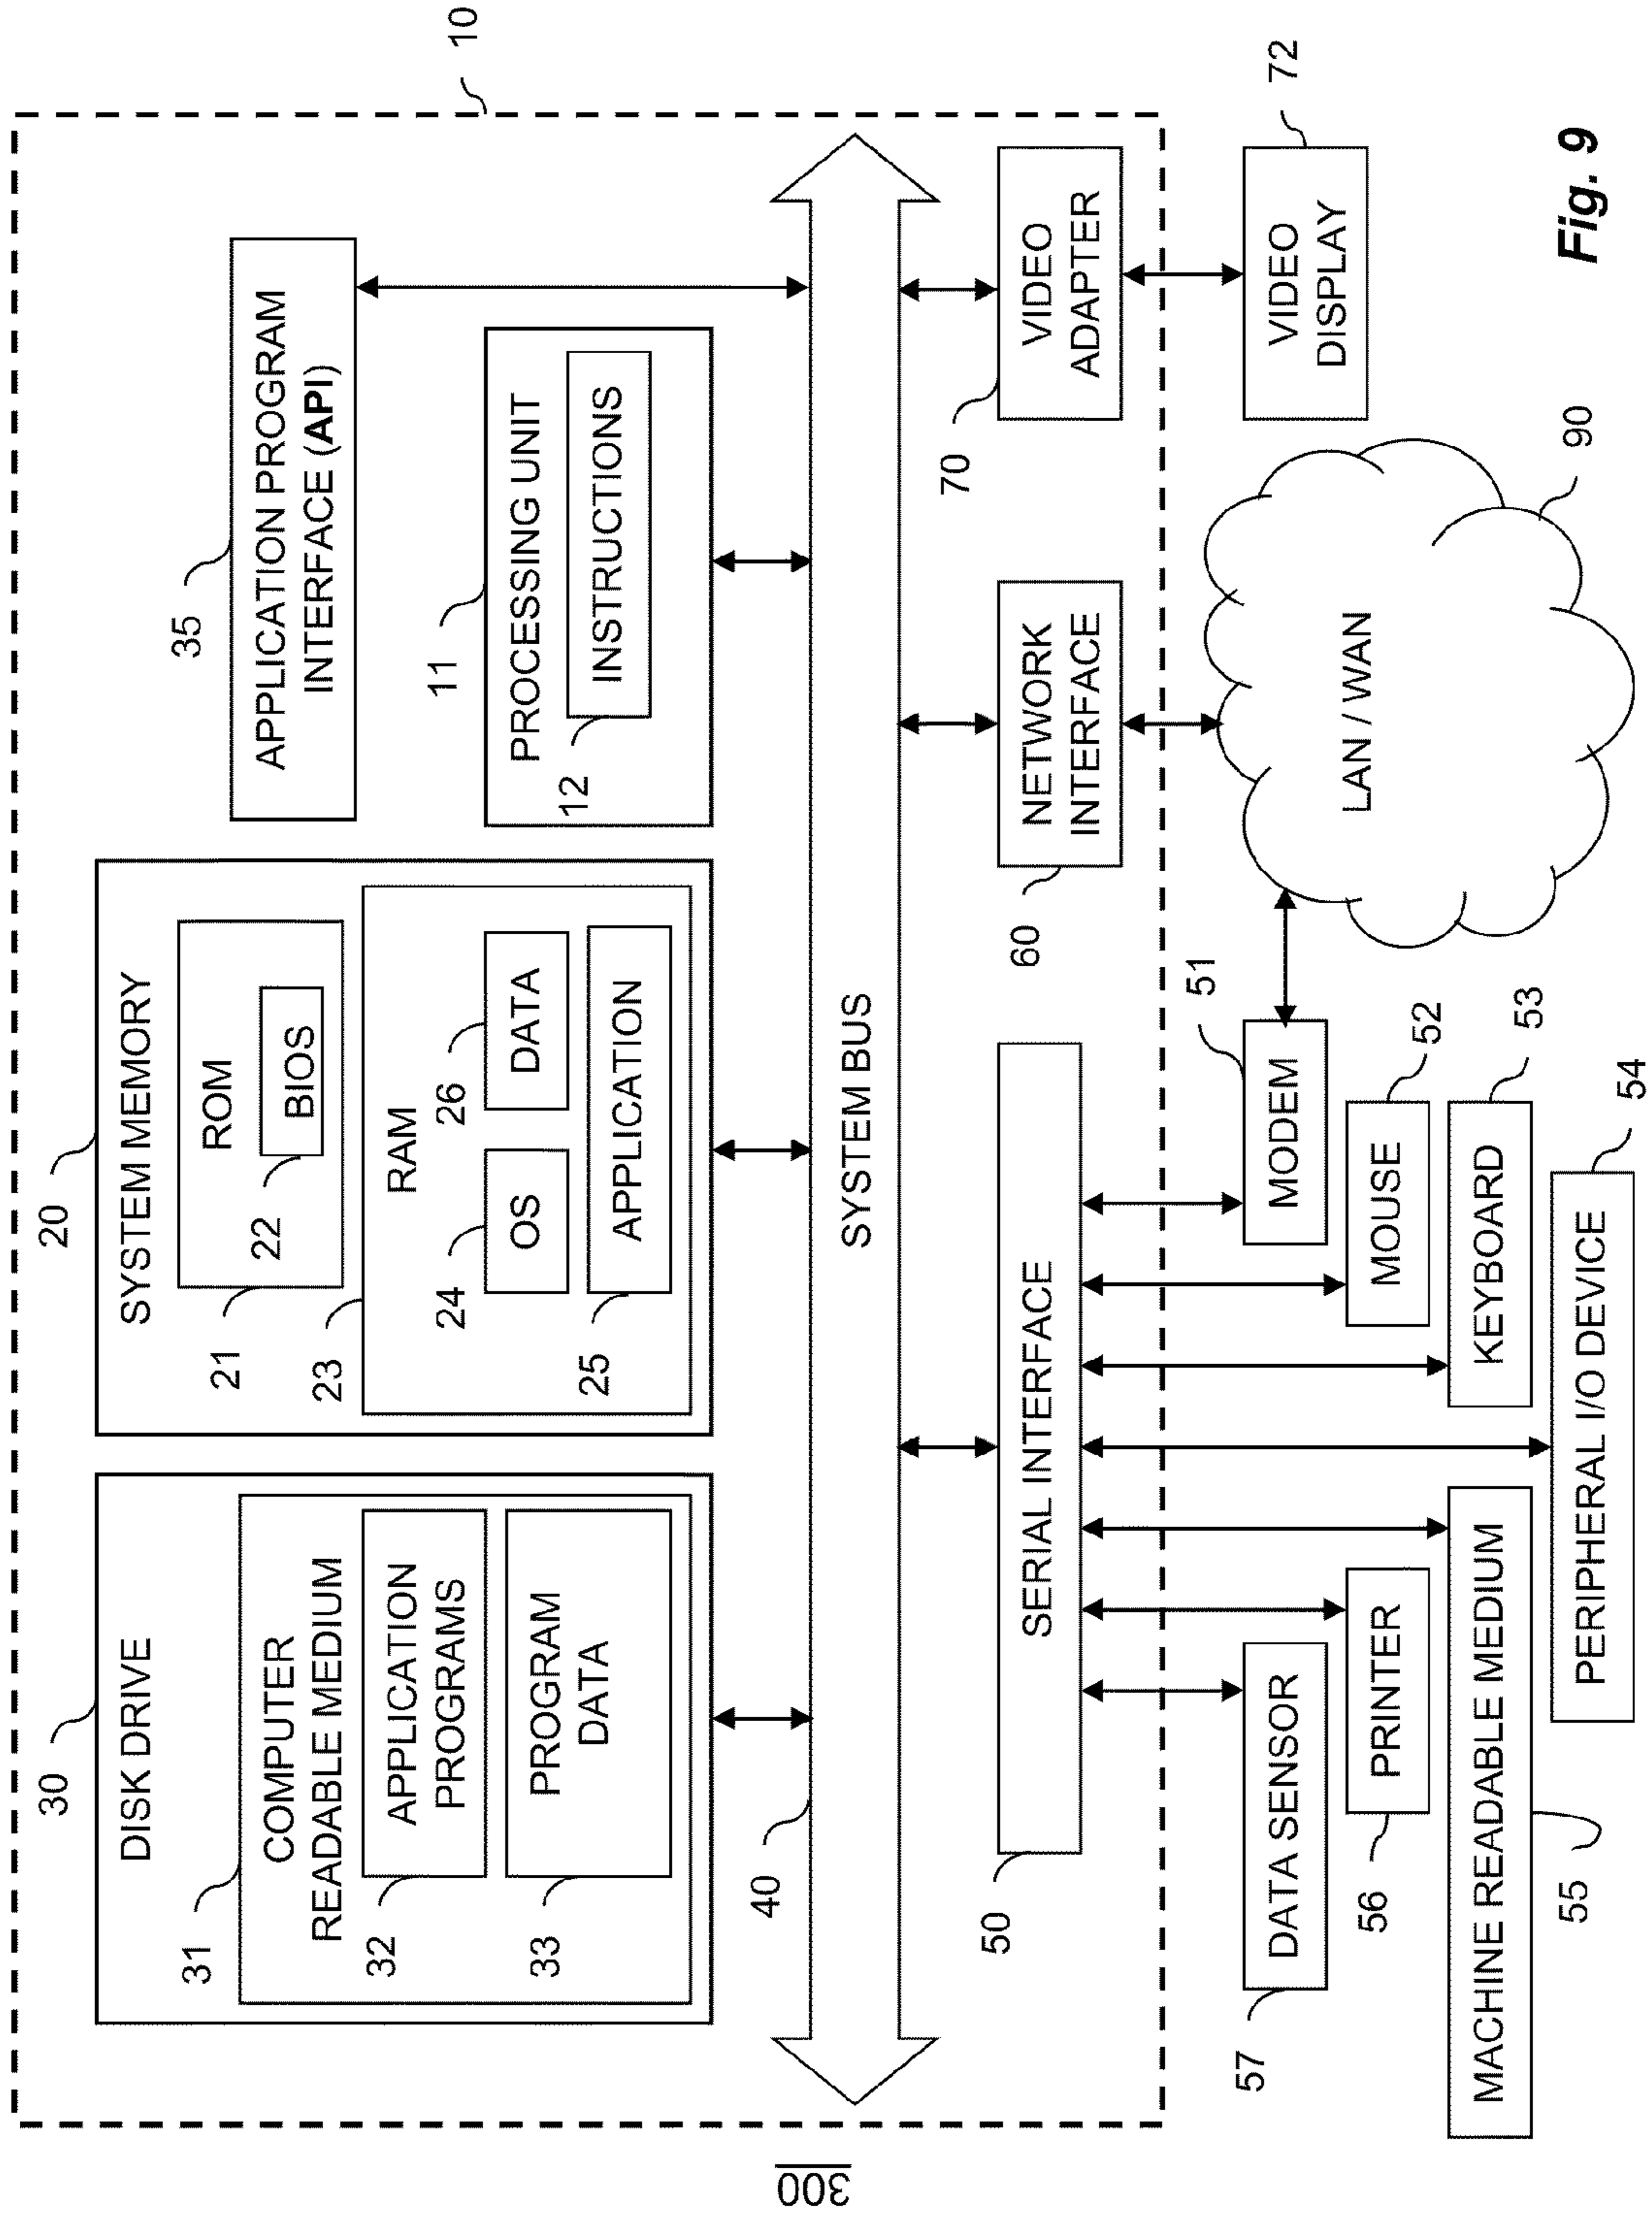 300
10
30
DISK DRIVE
31
COMPUTER
READABLE MEDIUM
32
APPLICATION
PROGRAMS
33
PROGRAM
DATA
20
SYSTEM MEMORY
21
ROM
22
BIOS
23
RAM
24
OS
26
DATA
25
APPLICATION
35
APPLICATION PROGRAM
INTERFACE (API)
11
PROCESSING UNIT
12
INSTRUCTIONS
40
SYSTEM BUS
50
SERIAL INTERFACE
60
NETWORK
INTERFACE
70
VIDEO
ADAPTER
57
DATA SENSOR
56
PRINTER
MACHINE READABLE MEDIUM
55
51
MODEM
MOUSE
52
KEYBOARD
53
PERIPHERAL I/O DEVICE
54
LAN / WAN
90
VIDEO
DISPLAY
72
Fig. 9